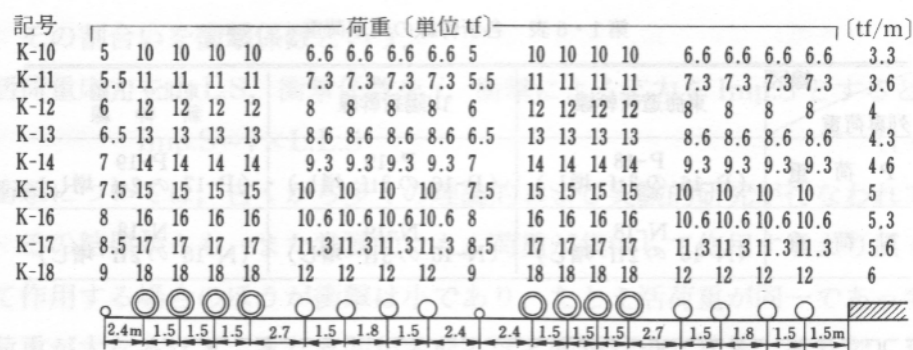 記号 荷重〔単位 tf〕 〔tf/m〕
K-10 5 10 10 10 10 6.6 6.6 6.6 6.6 5 10 10 10 10 6.6 6.6 6.6 6.6 6.6 3.3
K-11 5.5 11 11 11 11 7.3 7.3 7.3 7.3 5.5 11 11 11 11 7.3 7.3 7.3 7.3 7.3 3.6
K-12 6 12 12 12 12 8 8 8 8 6 12 12 12 12 8 8 8 8 4
K-13 6.5 13 13 13 13 8.6 8.6 8.6 8.6 6.5 13 13 13 13 8.6 8.6 8.6 8.6 4.3
K-14 7 14 14 14 14 9.3 9.3 9.3 9.3 7 14 14 14 14 9.3 9.3 9.3 9.3 4.6
K-15 7.5 15 15 15 15 10 10 10 10 7.5 15 15 15 15 10 10 10 10 5
K-16 8 16 16 16 16 10.6 10.6 10.6 10.6 8 16 16 16 16 10.6 10.6 10.6 10.6 5.3
K-17 8.5 17 17 17 17 11.3 11.3 11.3 11.3 8.5 17 17 17 17 11.3 11.3 11.3 11.3 5.6
K-18 9 18 18 18 18 12 12 12 12 9 18 18 18 18 12 12 12 12 6
2.4m 1.5 1.5 1.5 2.7 1.5 1.8 1.5 2.4 2.4 1.5 1.5 1.5 2.7 1.5 1.8 1.5 1.5m